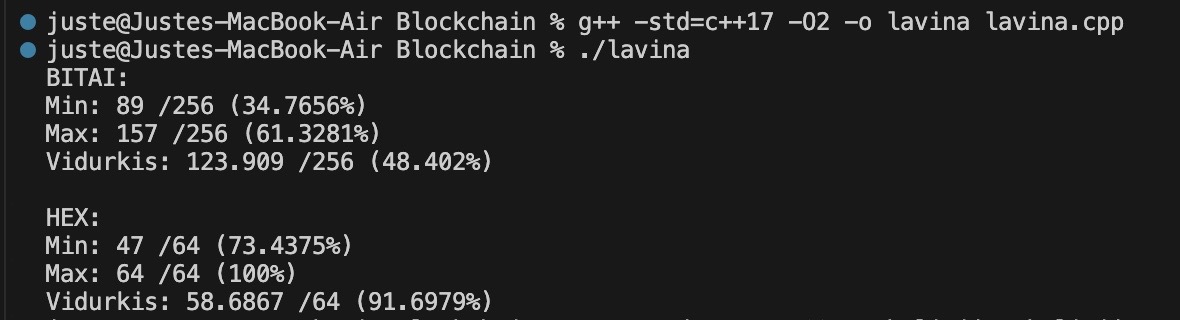 juste@Justes-MacBook-Air Blockchain % g++ -std=c++17 -O2 -o lavina lavina.cpp
juste@Justes-MacBook-Air Blockchain % ./lavina
BITAI:
Min: 89 /256 (34.7656%)
Max: 157 /256 (61.3281%)
Vidurkis: 123.909 /256 (48.402%)
HEX:
Min: 47 /64 (73.4375%)
Max: 64 /64 (100%)
Vidurkis: 58.6867 /64 (91.6979%)